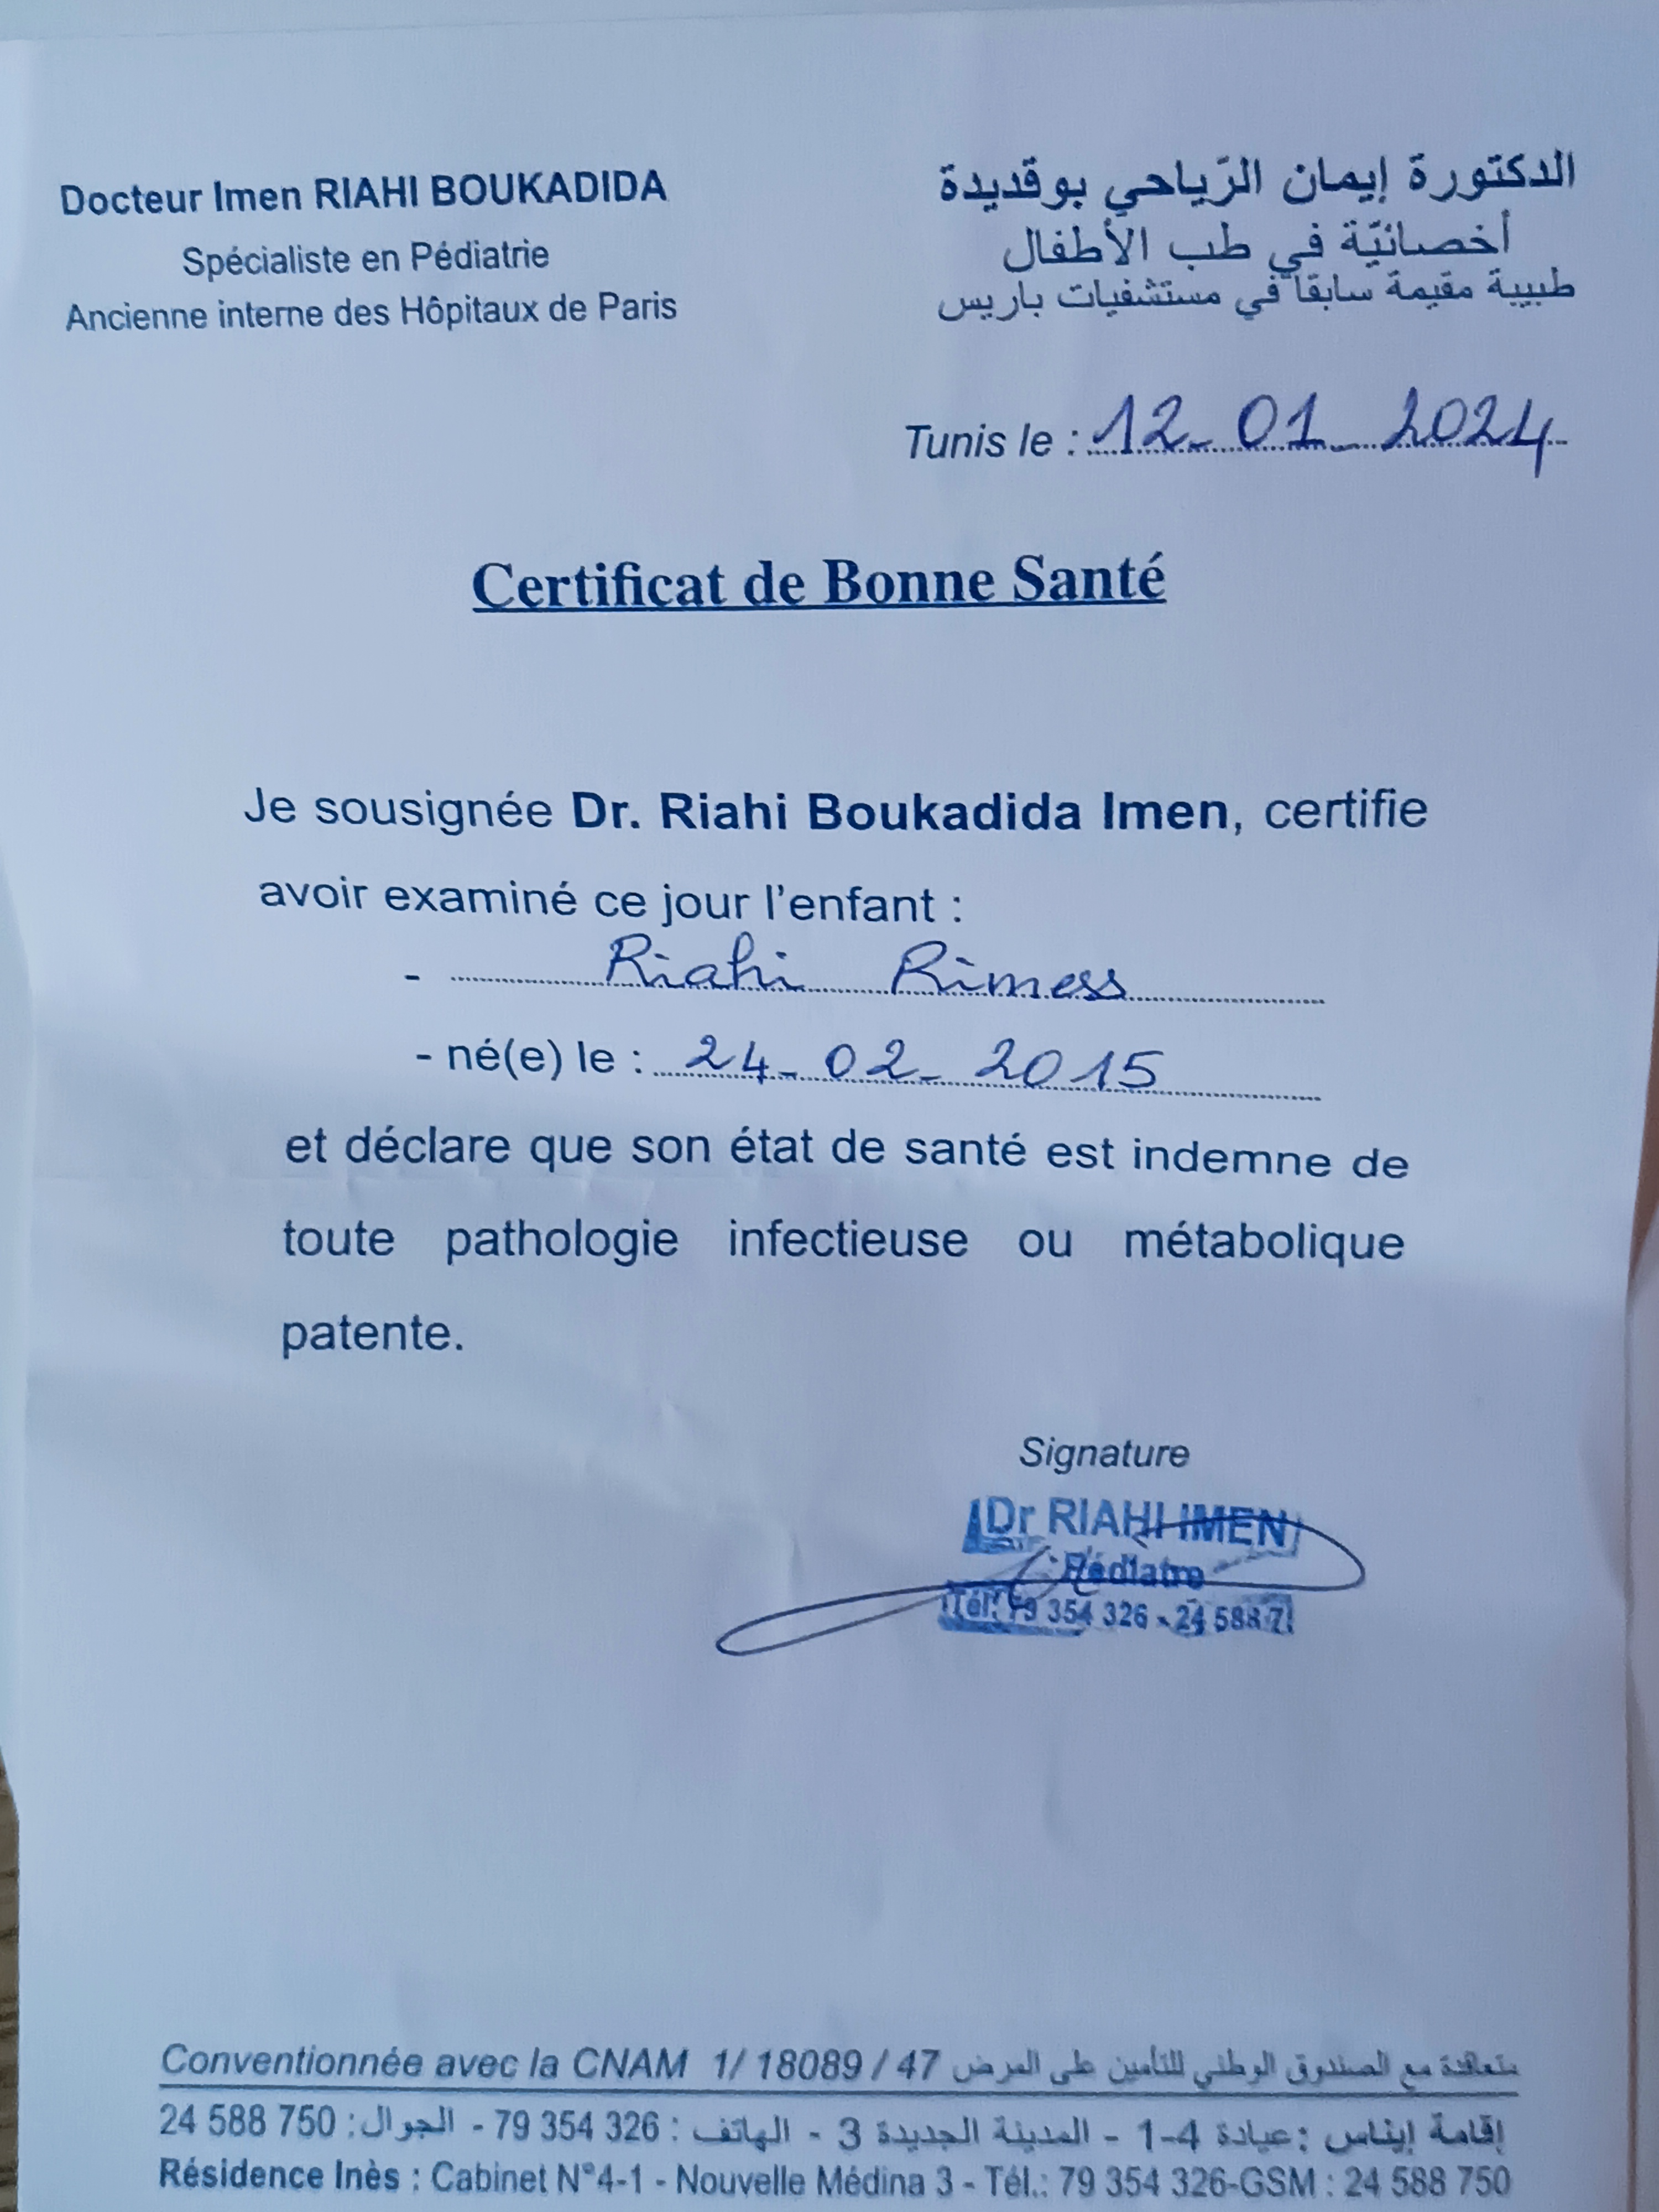 Docteur Imen RIAHI BOUKADIDA
Spécialiste en Pédiatrie
Ancienne interne des Hôpitaux de Paris
الدكتورة إيمان الرّياحي بوقديدة
أخصائيّة في طب الأطفال
طبيبة مقيمة سابقا في مستشفيات باريس
Tunis le : 12-01-2024
Certificat de Bonne Santé
Je sousignée Dr. Riahi Boukadida Imen, certifie
avoir examiné ce jour l'enfant :
- Riahi Rimess
- né(e) le : 24-02-2015
et déclare que son état de santé est indemne de
toute pathologie infectieuse ou métabolique
patente.
Signature
Dr RIAHI IMEN
Pédiatre
Tél: 79 354 326 - 24 588 7
Conventionnée avec la CNAM 1/ 18089 / 47 متعاقدة مع الصندوق الوطني للتأمين على المرض
إقامة إيناس : عيادة 4-1 - المدينة الجديدة 3 - الهاتف : 79 354 326 - الجوال : 24 588 750
Résidence Inès : Cabinet N°4-1 - Nouvelle Médina 3 - Tél.: 79 354 326-GSM : 24 588 750